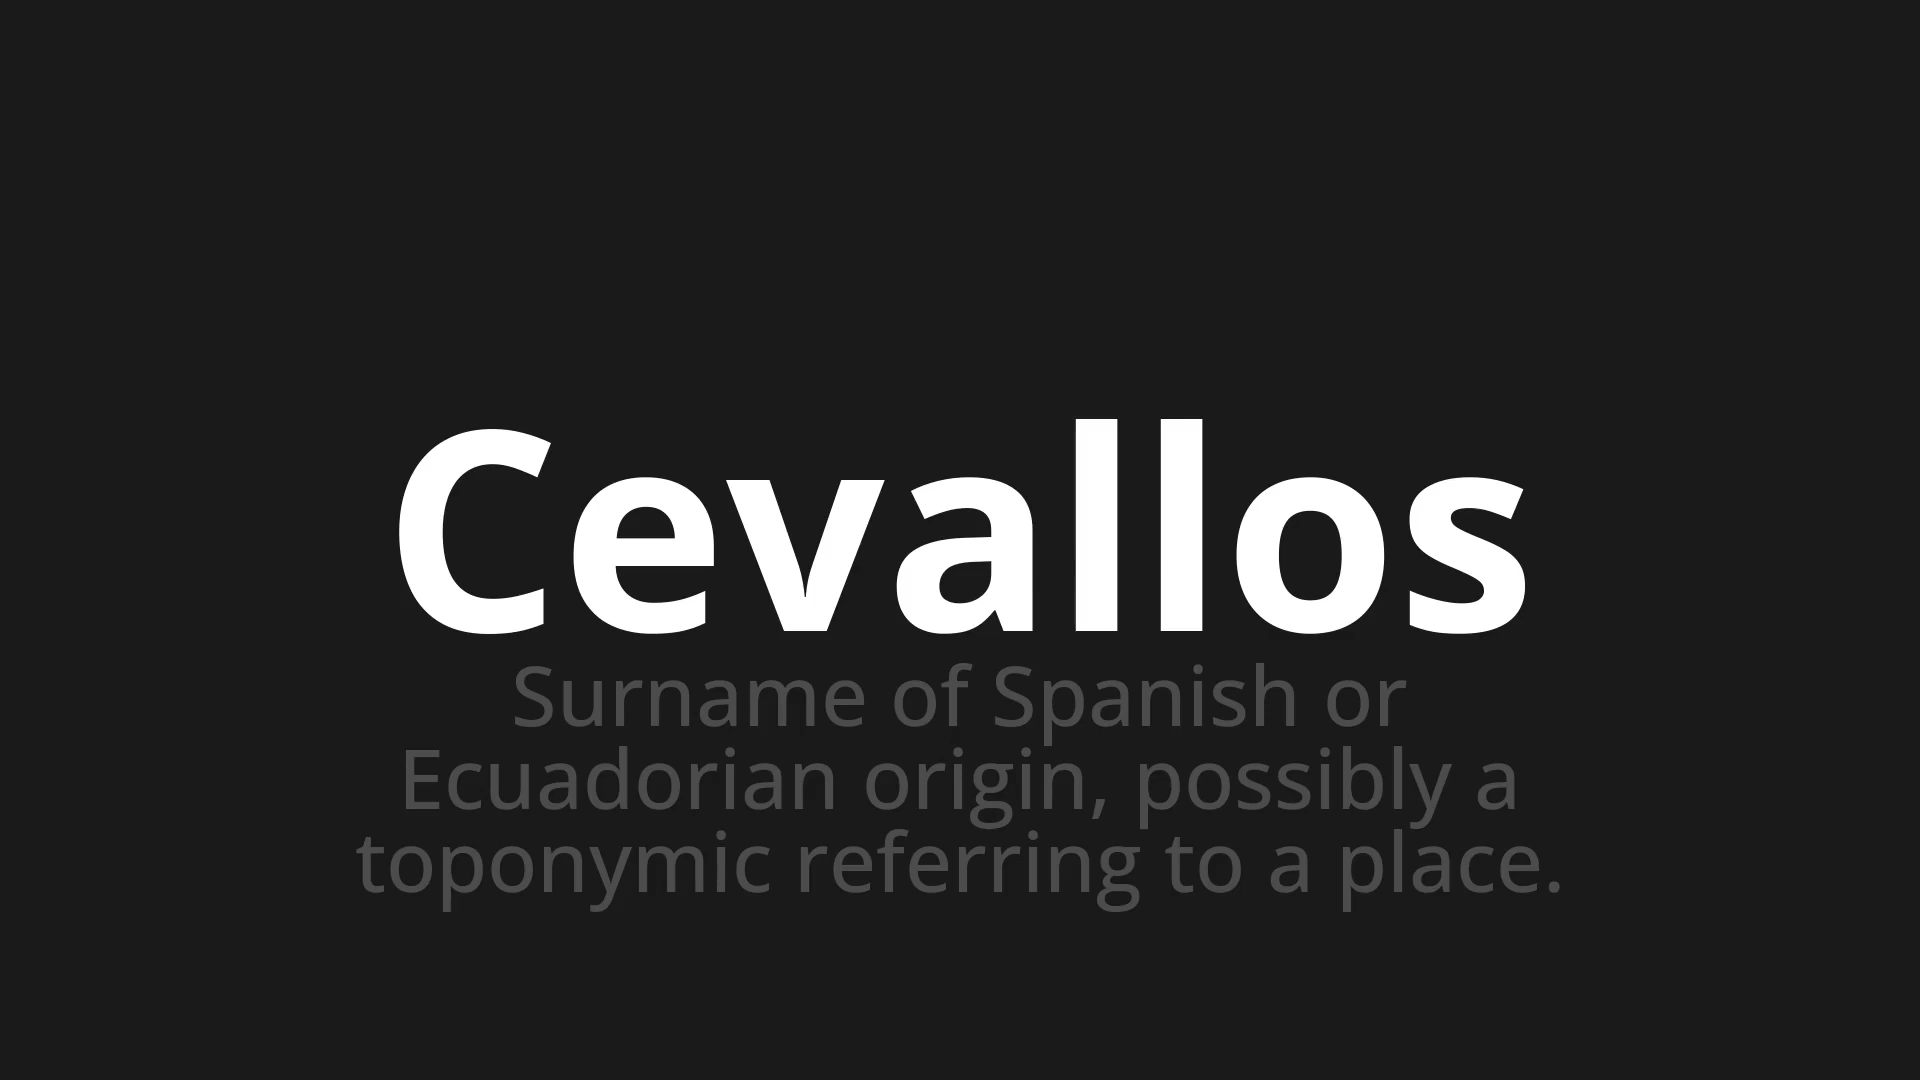 Cevallos
Surname of Spanish or
Ecuadorian origin, possibly a
toponymic referring to a place.